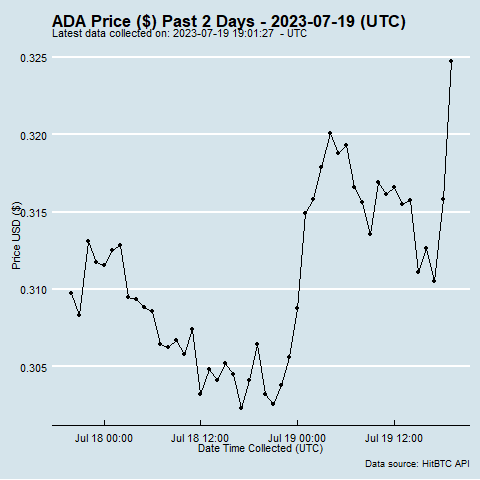 ADA Price ($) Past 2 Days - 2023-07-19 (UTC)
Latest data collected on: 2023-07-19 19:01:27 - UTC
0.325
0.320
0.315
0.310
0.305
Price USD ($)
Jul 18 00:00
Jul 18 12:00
Jul 19 00:00
Jul 19 12:00
Date Time Collected (UTC)
Data source: HitBTC API